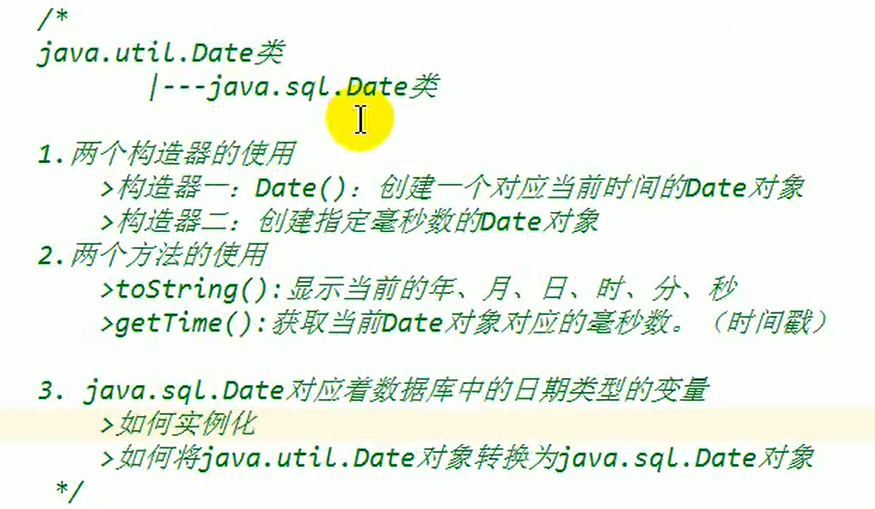 /*
java.util.Date类
|---java.sql.Date类
1.两个构造器的使用
>构造器一：Date()：创建一个对应当前时间的Date对象
>构造器二：创建指定毫秒数的Date对象
2.两个方法的使用
>toString():显示当前的年、月、日、时、分、秒
>getTime():获取当前Date对象对应的毫秒数。（时间戳）
3. java.sql.Date对应着数据库中的日期类型的变量
>如何实例化
>如何将java.util.Date对象转换为java.sql.Date对象
*/